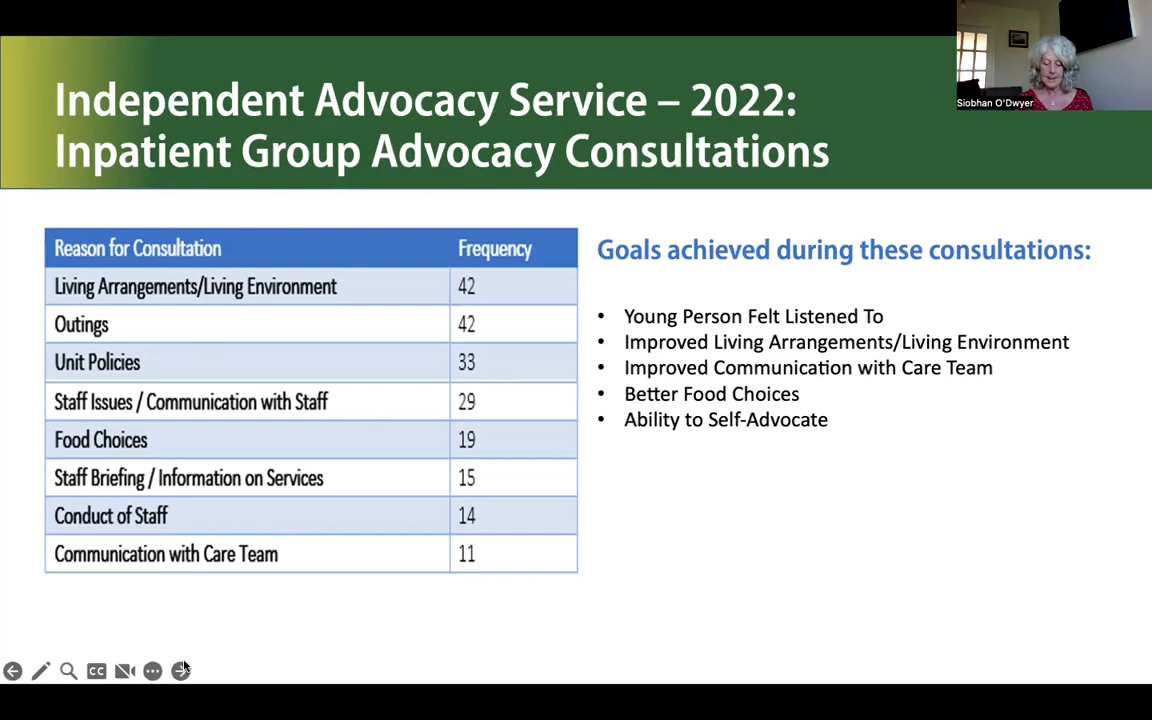 Independent Advocacy Service – 2022:
Inpatient Group Advocacy Consultations
Siobhan O'Dwyer
Reason for Consultation Frequency
Living Arrangements/Living Environment 42
Outings 42
Unit Policies 33
Staff Issues / Communication with Staff 29
Food Choices 19
Staff Briefing / Information on Services 15
Conduct of Staff 14
Communication with Care Team 11
Goals achieved during these consultations:
• Young Person Felt Listened To
• Improved Living Arrangements/Living Environment
• Improved Communication with Care Team
• Better Food Choices
• Ability to Self-Advocate
CC